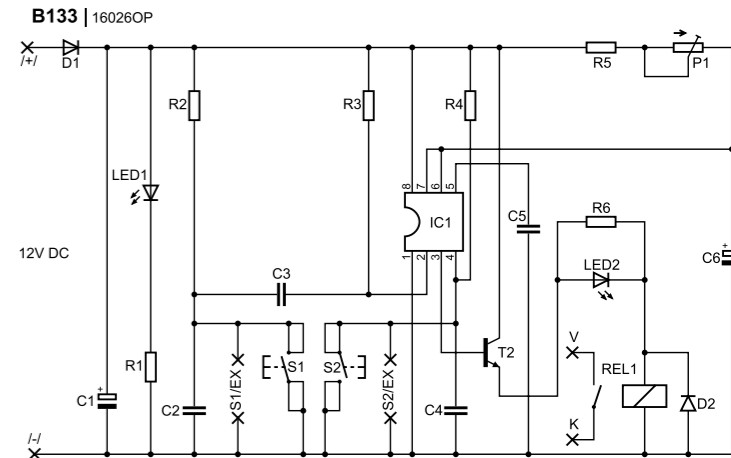 B133 | 16026OP
/+/
D1
R5
P1
R2
R3
R4
LED1
8 7 6 5
IC1
C5
R6
12V DC
1 2 3 4
C3
LED2
C6
+
R1
S1/EX
S1
S2
S2/EX
T2
V
REL1
C1
+
C2
C4
K
D2
/-/